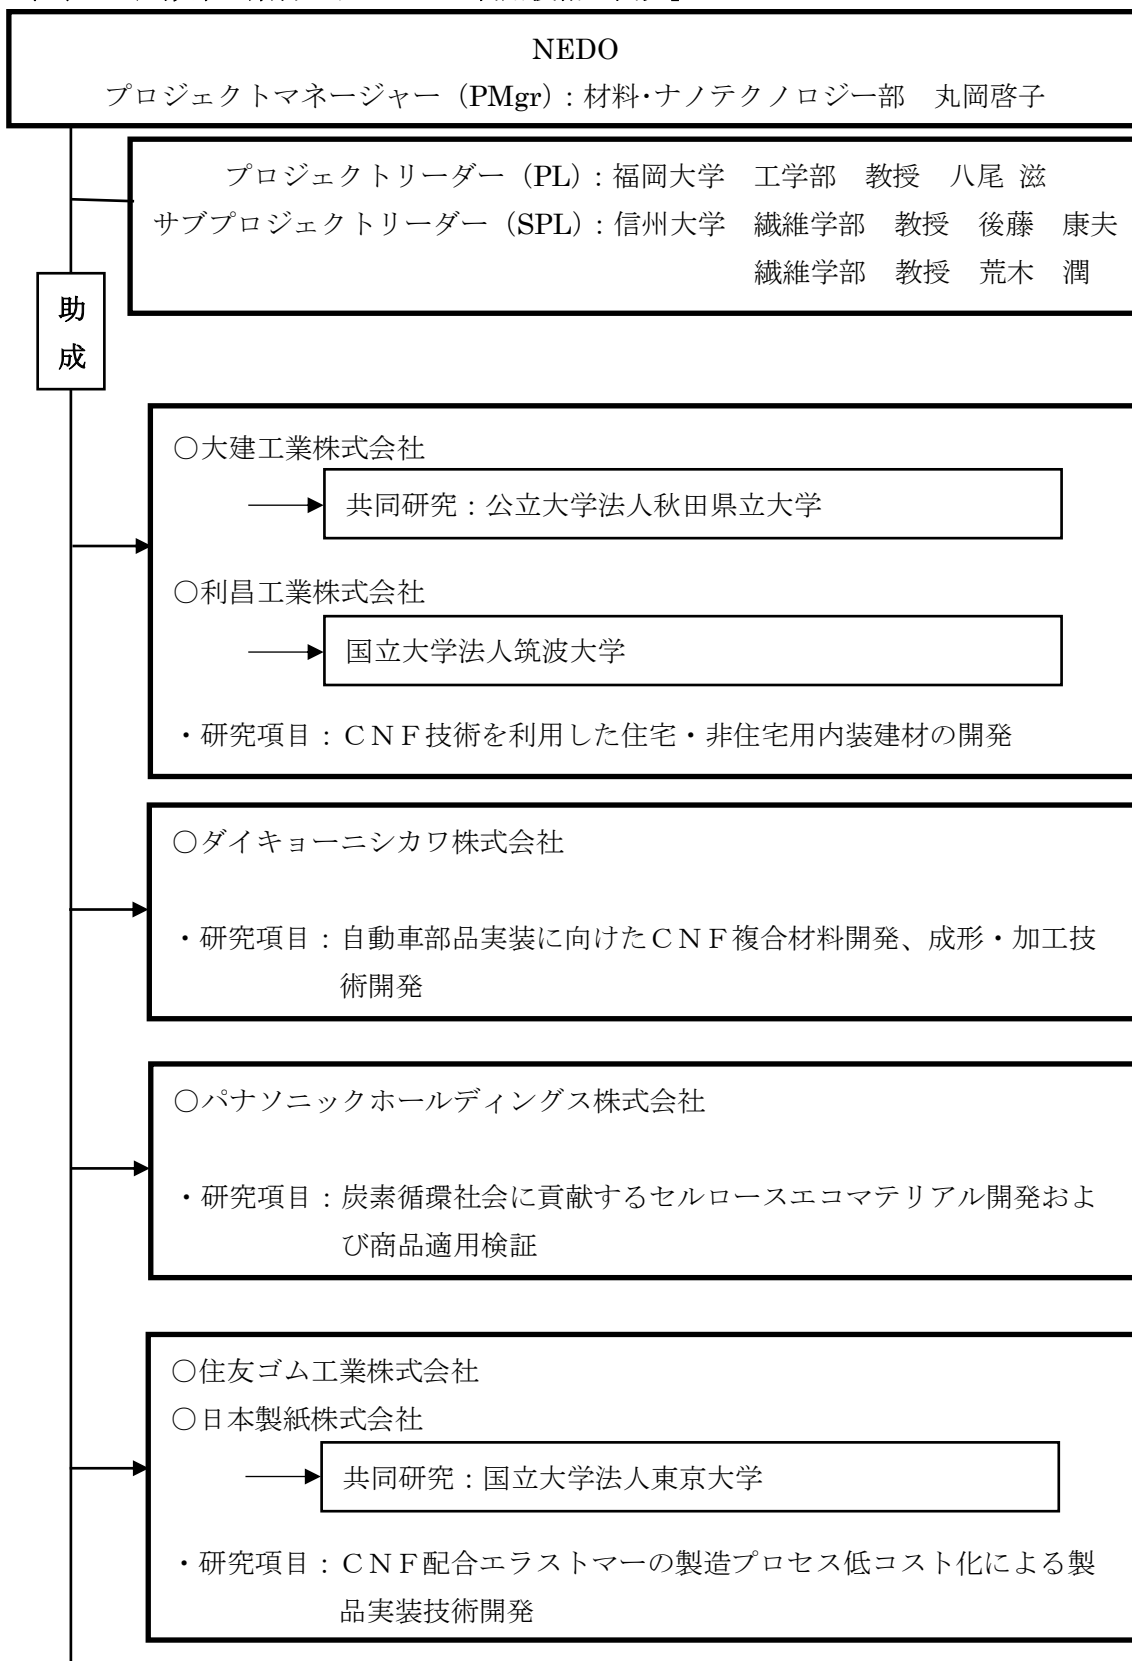 NEDO
プロジェクトマネージャー（PMgr）：材料・ナノテクノロジー部　丸岡啓子
プロジェクトリーダー（PL）：福岡大学　工学部　教授　八尾 滋
サブプロジェクトリーダー（SPL）：信州大学　繊維学部　教授　後藤　康夫
繊維学部　教授　荒木　潤
助
成
○大建工業株式会社
共同研究：公立大学法人秋田県立大学
○利昌工業株式会社
国立大学法人筑波大学
・研究項目：ＣＮＦ技術を利用した住宅・非住宅用内装建材の開発
○ダイキョーニシカワ株式会社
・研究項目：自動車部品実装に向けたＣＮＦ複合材料開発、成形・加工技
術開発
○パナソニックホールディングス株式会社
・研究項目：炭素循環社会に貢献するセルロースエコマテリアル開発およ
び商品適用検証
○住友ゴム工業株式会社
○日本製紙株式会社
共同研究：国立大学法人東京大学
・研究項目：ＣＮＦ配合エラストマーの製造プロセス低コスト化による製
品実装技術開発